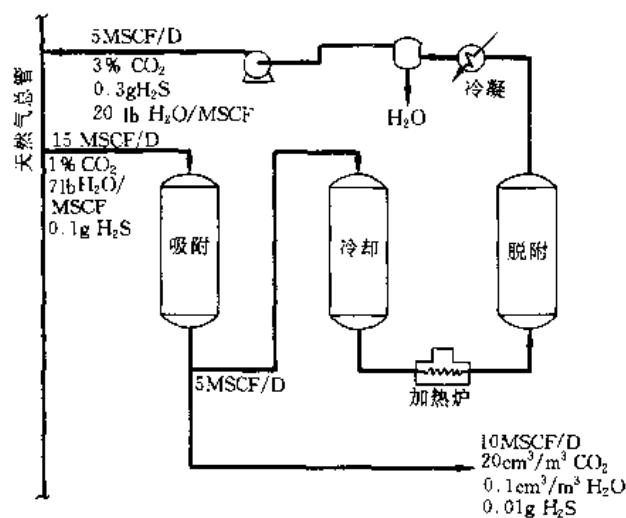 5MSCF/D
3% CO₂
0.3gH₂S
20 lb H₂O/MSCF
冷凝
H₂O
天然气总管
15 MSCF/D
1% CO₂
7lbH₂O/
MSCF
0.1g H₂S
吸附
冷却
脱附
5MSCF/D
加热炉
10MSCF/D
20cm³/m³ CO₂
0.1cm³/m³ H₂O
0.01g H₂S